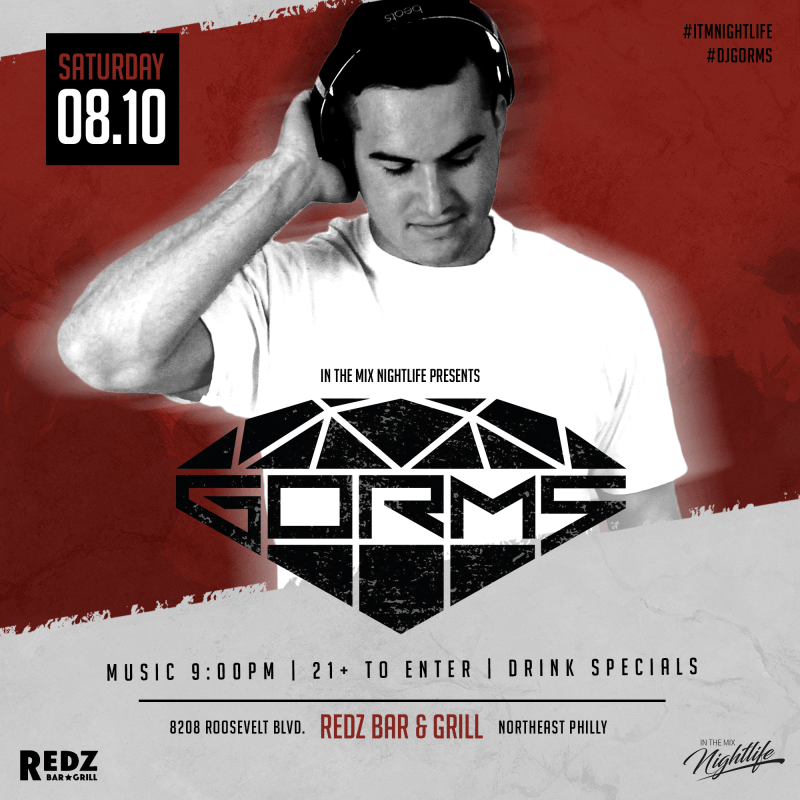 beats
#ITMNIGHTLIFE
#DJGORMS
SATURDAY
08.10
IN THE MIX NIGHTLIFE PRESENTS
GORMS
MUSIC 9:00PM | 21+ TO ENTER | DRINK SPECIALS
8208 ROOSEVELT BLVD. REDZ BAR & GRILL NORTHEAST PHILLY
REDZ
BAR★GRILL
IN THE MIX
Nightlife